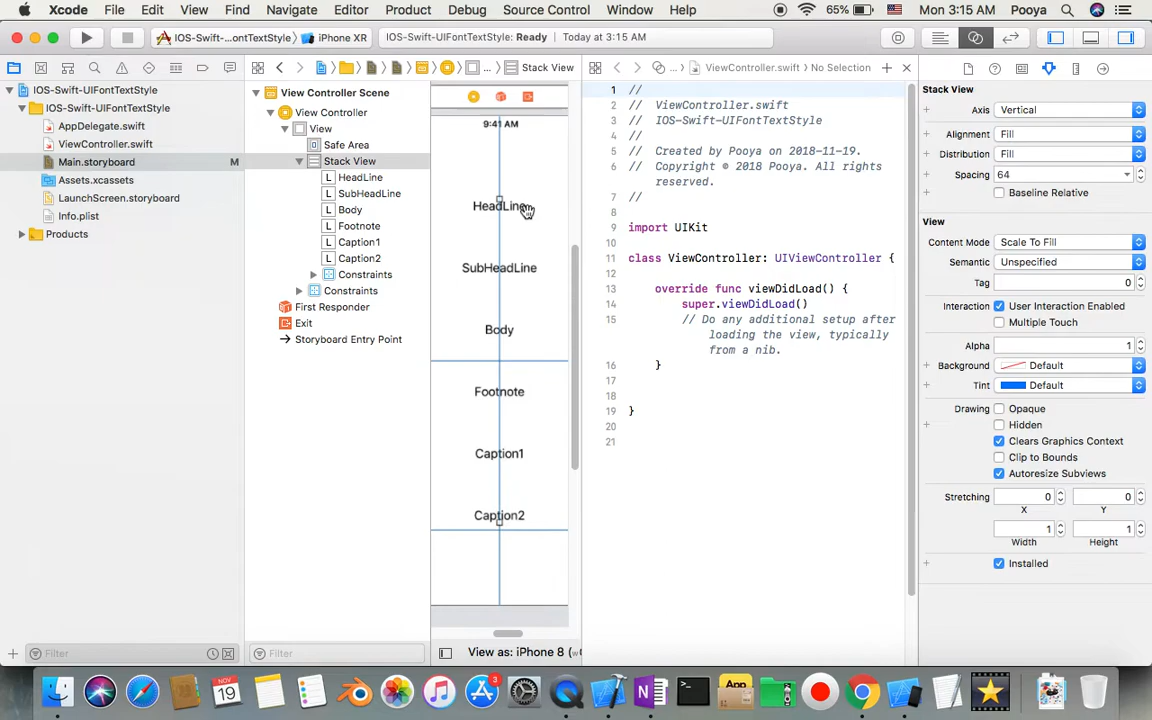 Xcode File Edit View Find Navigate Editor Product Debug Source Control Window Help 65% Mon 3:15 AM Pooya
IOS-Swift-...ontTextStyle iPhone XR IOS-Swift-UIFontTextStyle: Ready Today at 3:15 AM
... Stack View ... ViewController.swift No Selection
IOS-Swift-UIFontTextStyle
IOS-Swift-UIFontTextStyle
AppDelegate.swift
ViewController.swift
Main.storyboard M
Assets.xcassets
LaunchScreen.storyboard
Info.plist
Products
Filter
View Controller Scene
View Controller
View
Safe Area
Stack View
HeadLine
SubHeadLine
Body
Footnote
Caption1
Caption2
Constraints
Constraints
First Responder
Exit
Storyboard Entry Point
Filter
9:41 AM
HeadLine
SubHeadLine
Body
Footnote
Caption1
Caption2
View as: iPhone 8
1 //
2 // ViewController.swift
3 // IOS-Swift-UIFontTextStyle
4 //
5 // Created by Pooya on 2018-11-19.
6 // Copyright © 2018 Pooya. All rights
reserved.
7 //
8
9 import UIKit
10
11 class ViewController: UIViewController {
12
13 override func viewDidLoad() {
14 super.viewDidLoad()
15 // Do any additional setup after
loading the view, typically
from a nib.
16 }
17
18
19 }
20
21
Stack View
Axis Vertical
Alignment Fill
Distribution Fill
Spacing 64
Baseline Relative
View
Content Mode Scale To Fill
Semantic Unspecified
Tag 0
Interaction User Interaction Enabled
Multiple Touch
Alpha 1
Background Default
Tint Default
Drawing Opaque
Hidden
Clears Graphics Context
Clip to Bounds
Autoresize Subviews
Stretching 0 0
X Y
1 1
Width Height
Installed
NOV
19
3
App